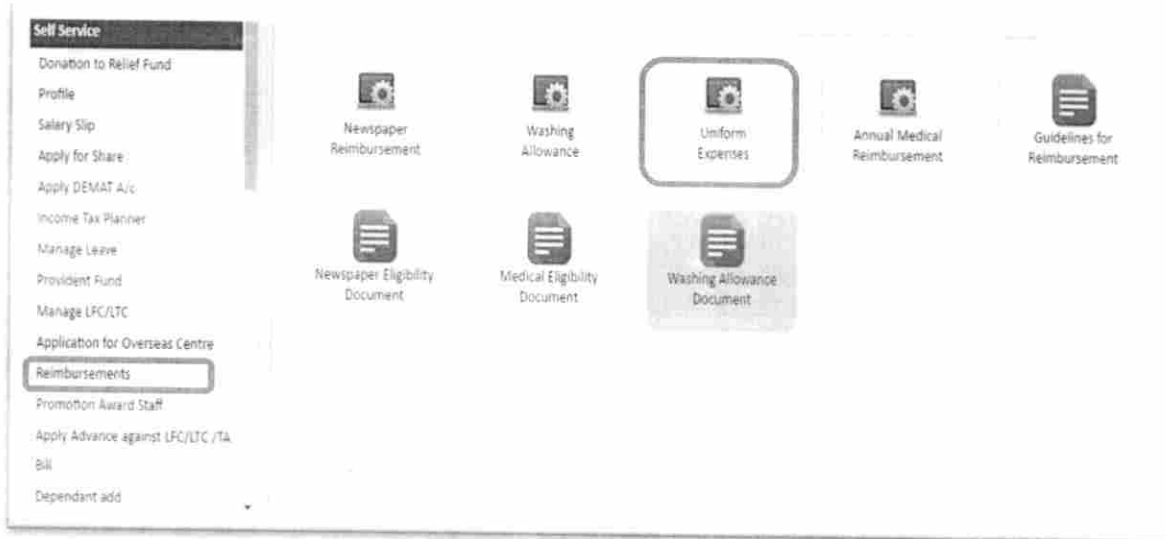 Self Service
Donation to Relief Fund
Profile
Salary Slip
Apply for Share
Apply DEMAT A/c
Income Tax Planner
Manage Leave
Provident Fund
Manage LFC/LTC
Application for Overseas Centre
Reimbursements
Promotion Award Staff
Apply Advance against LFC/LTC /TA
Bill
Dependant add
Newspaper
Reimbursement
Washing
Allowance
Uniform
Expenses
Annual Medical
Reimbursement
Guidelines for
Reimbursement
Newspaper Eligibility
Document
Medical Eligibility
Document
Washing Allowance
Document